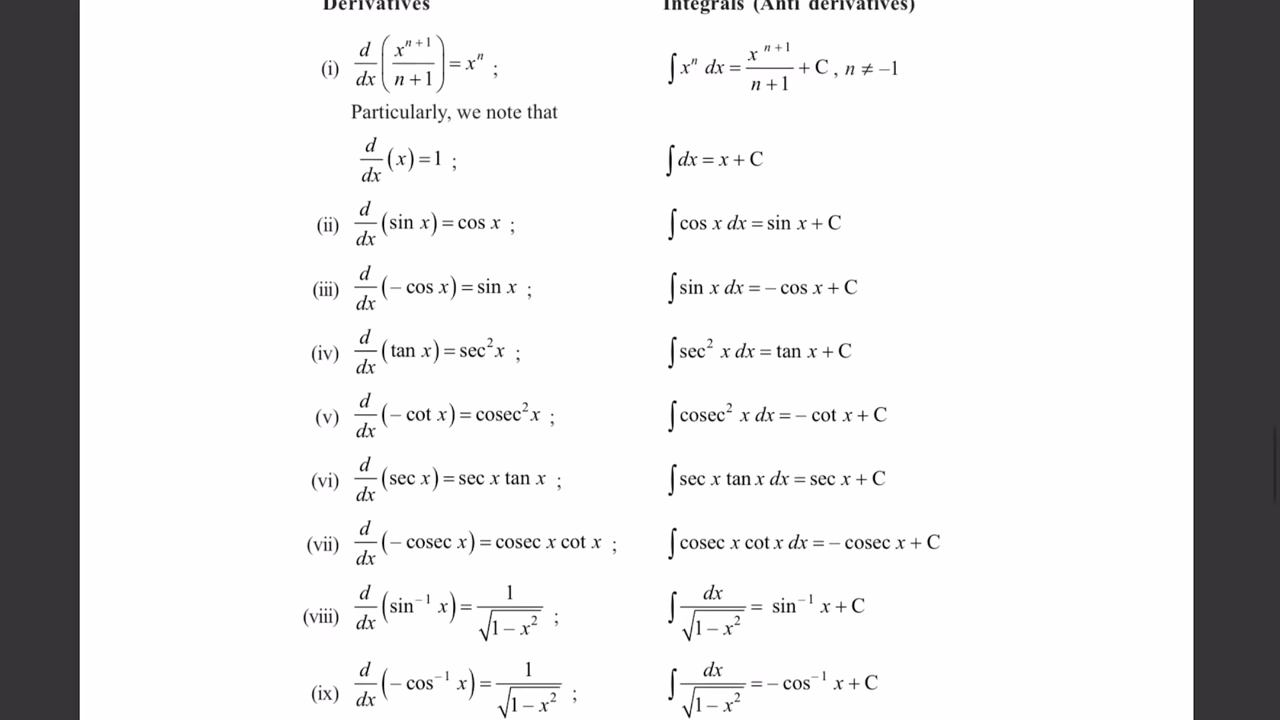 Derivatives Integrals (Anti derivatives)
(i) d/dx (xⁿ⁺¹/(n+1)) = xⁿ ; ∫xⁿ dx = xⁿ⁺¹/(n+1) + C , n ≠ –1
Particularly, we note that
d/dx (x) = 1 ; ∫dx = x + C
(ii) d/dx (sin x) = cos x ; ∫cos x dx = sin x + C
(iii) d/dx (– cos x) = sin x ; ∫sin x dx = – cos x + C
(iv) d/dx (tan x) = sec²x ; ∫sec² x dx = tan x + C
(v) d/dx (– cot x) = cosec²x ; ∫cosec² x dx = – cot x + C
(vi) d/dx (sec x) = sec x tan x ; ∫sec x tan x dx = sec x + C
(vii) d/dx (– cosec x) = cosec x cot x ; ∫cosec x cot x dx = – cosec x + C
(viii) d/dx (sin⁻¹ x) = 1/√(1 – x²) ; ∫dx/√(1 – x²) = sin⁻¹ x + C
(ix) d/dx (– cos⁻¹ x) = 1/√(1 – x²) ; ∫dx/√(1 – x²) = – cos⁻¹ x + C